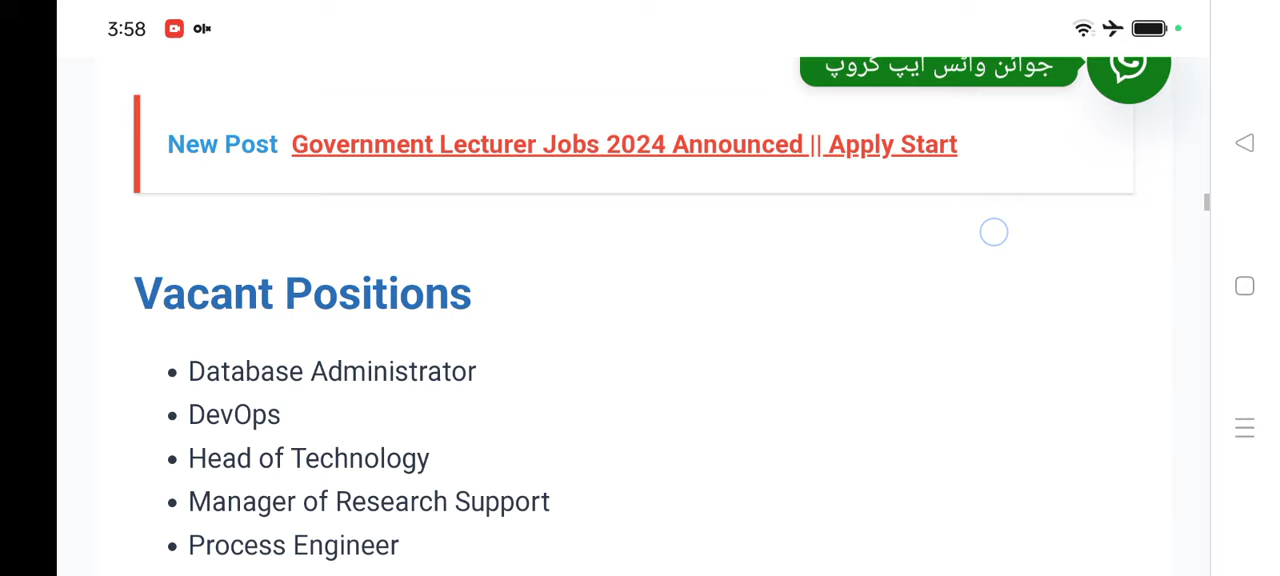 3:58 olx
جوائن واٹس ایپ گروپ
New Post Government Lecturer Jobs 2024 Announced || Apply Start
Vacant Positions
• Database Administrator
• DevOps
• Head of Technology
• Manager of Research Support
• Process Engineer